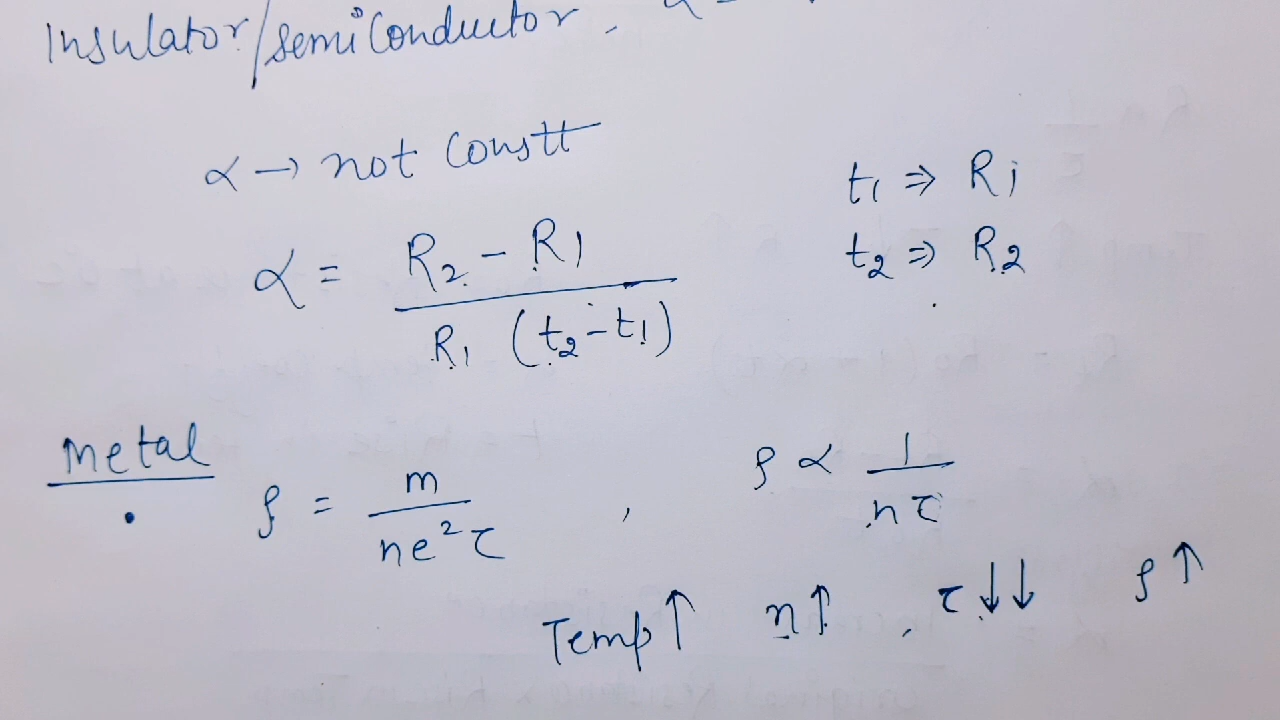 Insulator/semiconductor, α -
α → not constt
t₁ ⇒ R₁
t₂ ⇒ R₂
α = R₂ - R₁ / R₁ (t₂ - t₁)
Metal
ρ = m / ne²τ , ρ ∝ 1 / nτ
Temp↑ n↑ , τ↓↓ ρ↑